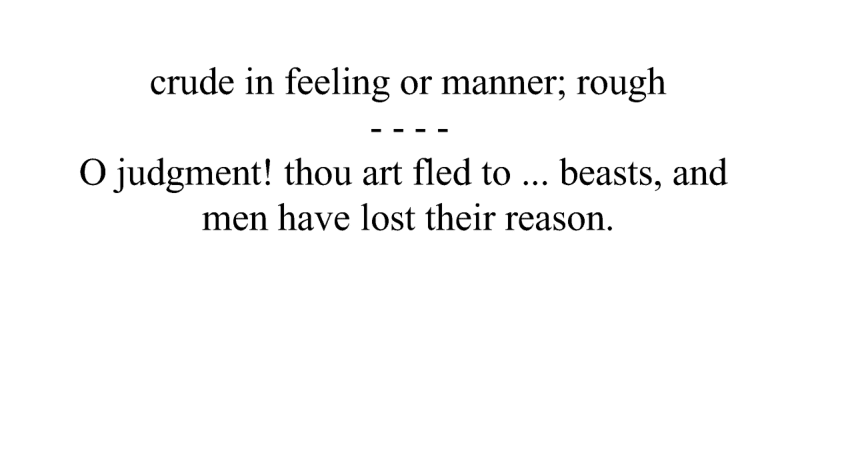 crude in feeling or manner; rough
- - - -
O judgment! thou art fled to ... beasts, and
men have lost their reason.